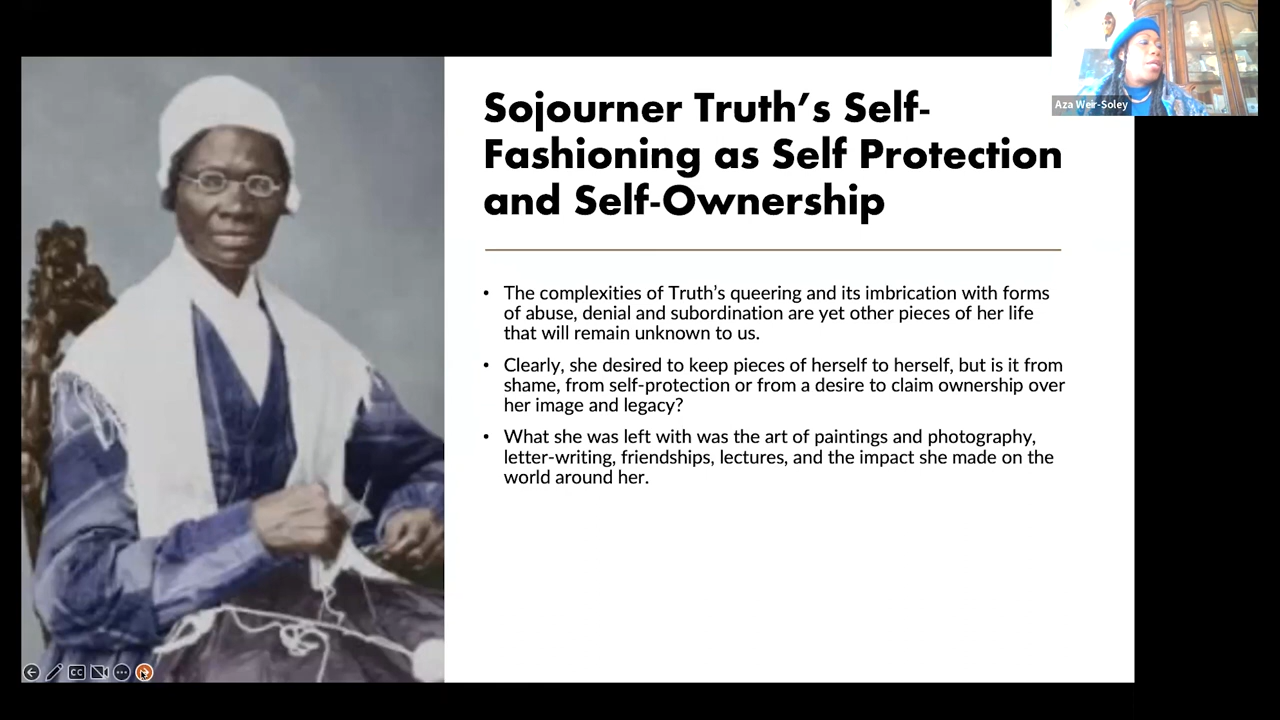 Aza Weir-Soley
Sojourner Truth’s Self-
Fashioning as Self Protection
and Self-Ownership
• The complexities of Truth’s queering and its imbrication with forms
of abuse, denial and subordination are yet other pieces of her life
that will remain unknown to us.
• Clearly, she desired to keep pieces of herself to herself, but is it from
shame, from self-protection or from a desire to claim ownership over
her image and legacy?
• What she was left with was the art of paintings and photography,
letter-writing, friendships, lectures, and the impact she made on the
world around her.
CC